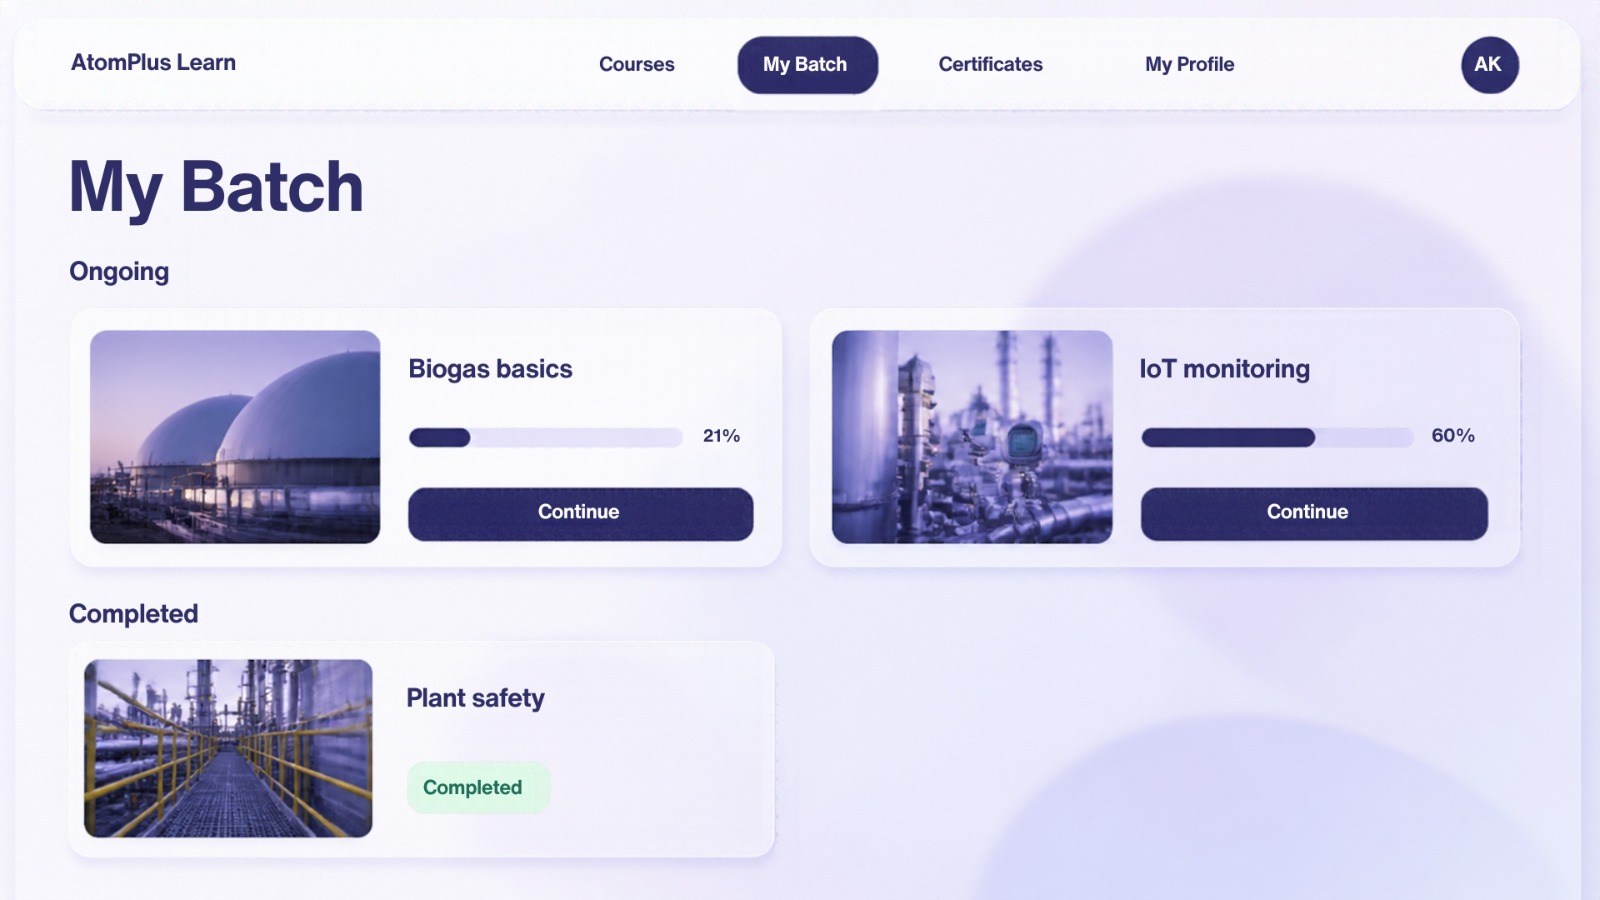 AtomPlus Learn
Courses
My Batch
Certificates
My Profile
AK
My Batch
Ongoing
Biogas basics
21%
Continue
IoT monitoring
60%
Continue
Completed
Plant safety
Completed